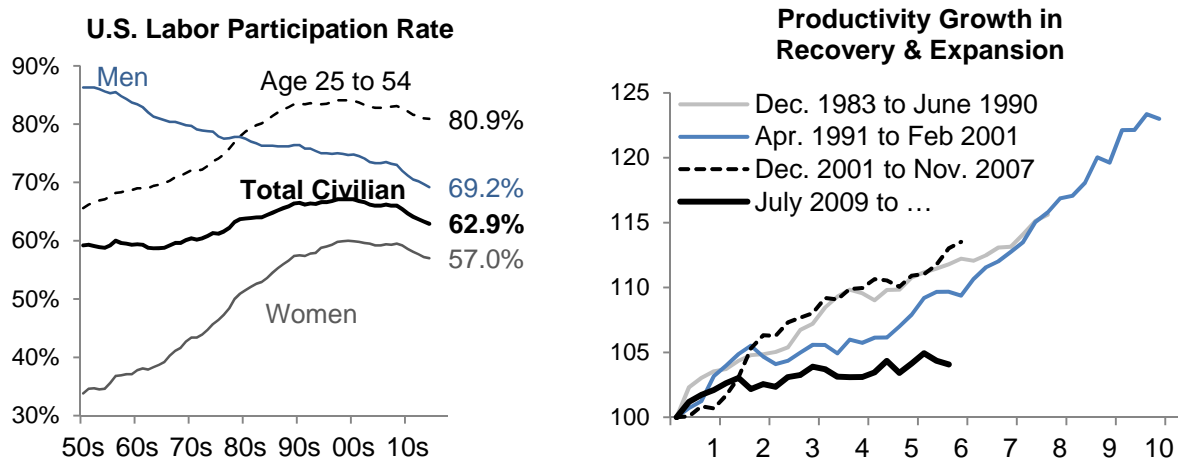 U.S. Labor Participation Rate
90%
80%
70%
60%
50%
40%
30%
50s 60s 70s 80s 90s 00s 10s
Men
Age 25 to 54
80.9%
69.2%
Total Civilian
62.9%
57.0%
Women
Productivity Growth in
Recovery & Expansion
125
120
115
110
105
100
1 2 3 4 5 6 7 8 9 10
Dec. 1983 to June 1990
Apr. 1991 to Feb 2001
Dec. 2001 to Nov. 2007
July 2009 to …